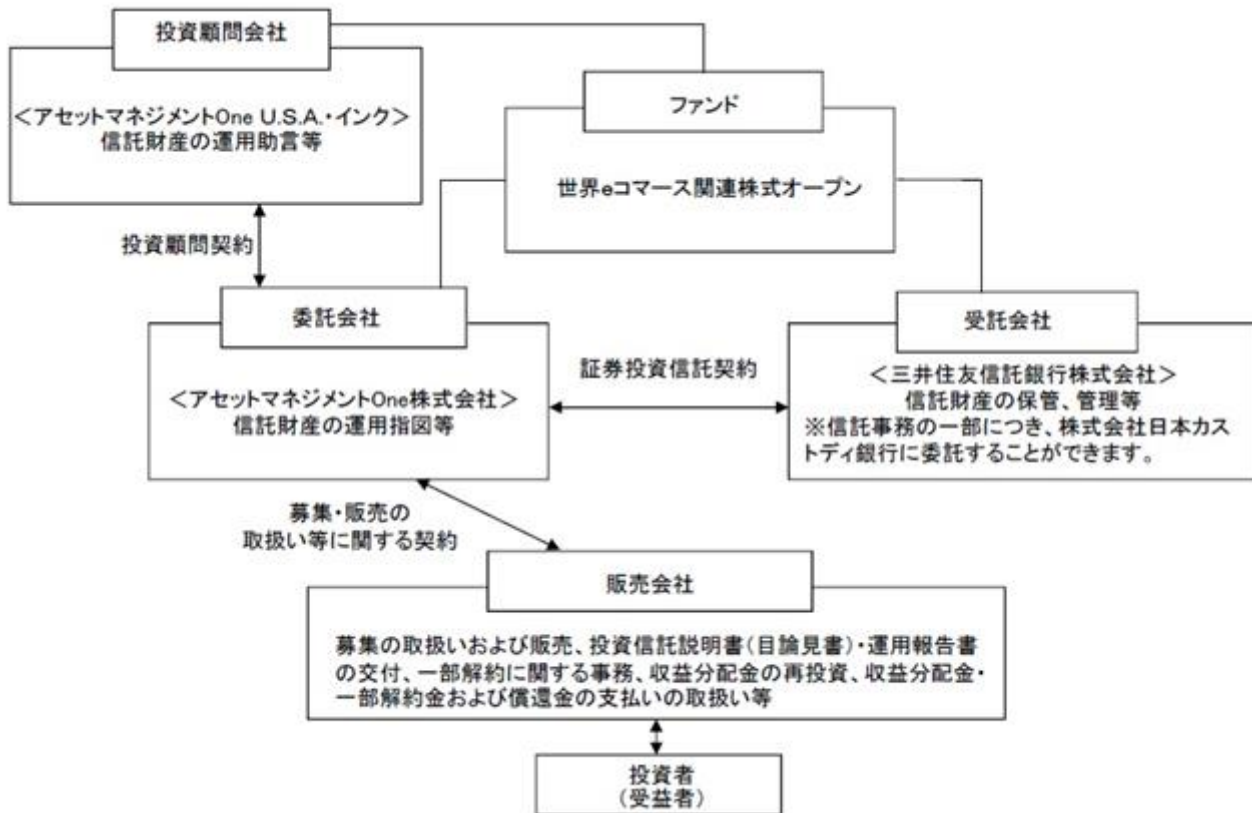 投資顧問会社
<アセットマネジメントOne U.S.A.・インク>
信託財産の運用助言等
ファンド
世界eコマース関連株式オープン
投資顧問契約
委託会社
<アセットマネジメントOne株式会社>
信託財産の運用指図等
証券投資信託契約
受託会社
<三井住友信託銀行株式会社>
信託財産の保管、管理等
※信託事務の一部につき、株式会社日本カス
トディ銀行に委託することができます。
募集・販売の
取扱い等に関する契約
販売会社
募集の取扱いおよび販売、投資信託説明書(目論見書)・運用報告書
の交付、一部解約に関する事務、収益分配金の再投資、収益分配金・
一部解約金および償還金の支払いの取扱い等
投資者
(受益者)